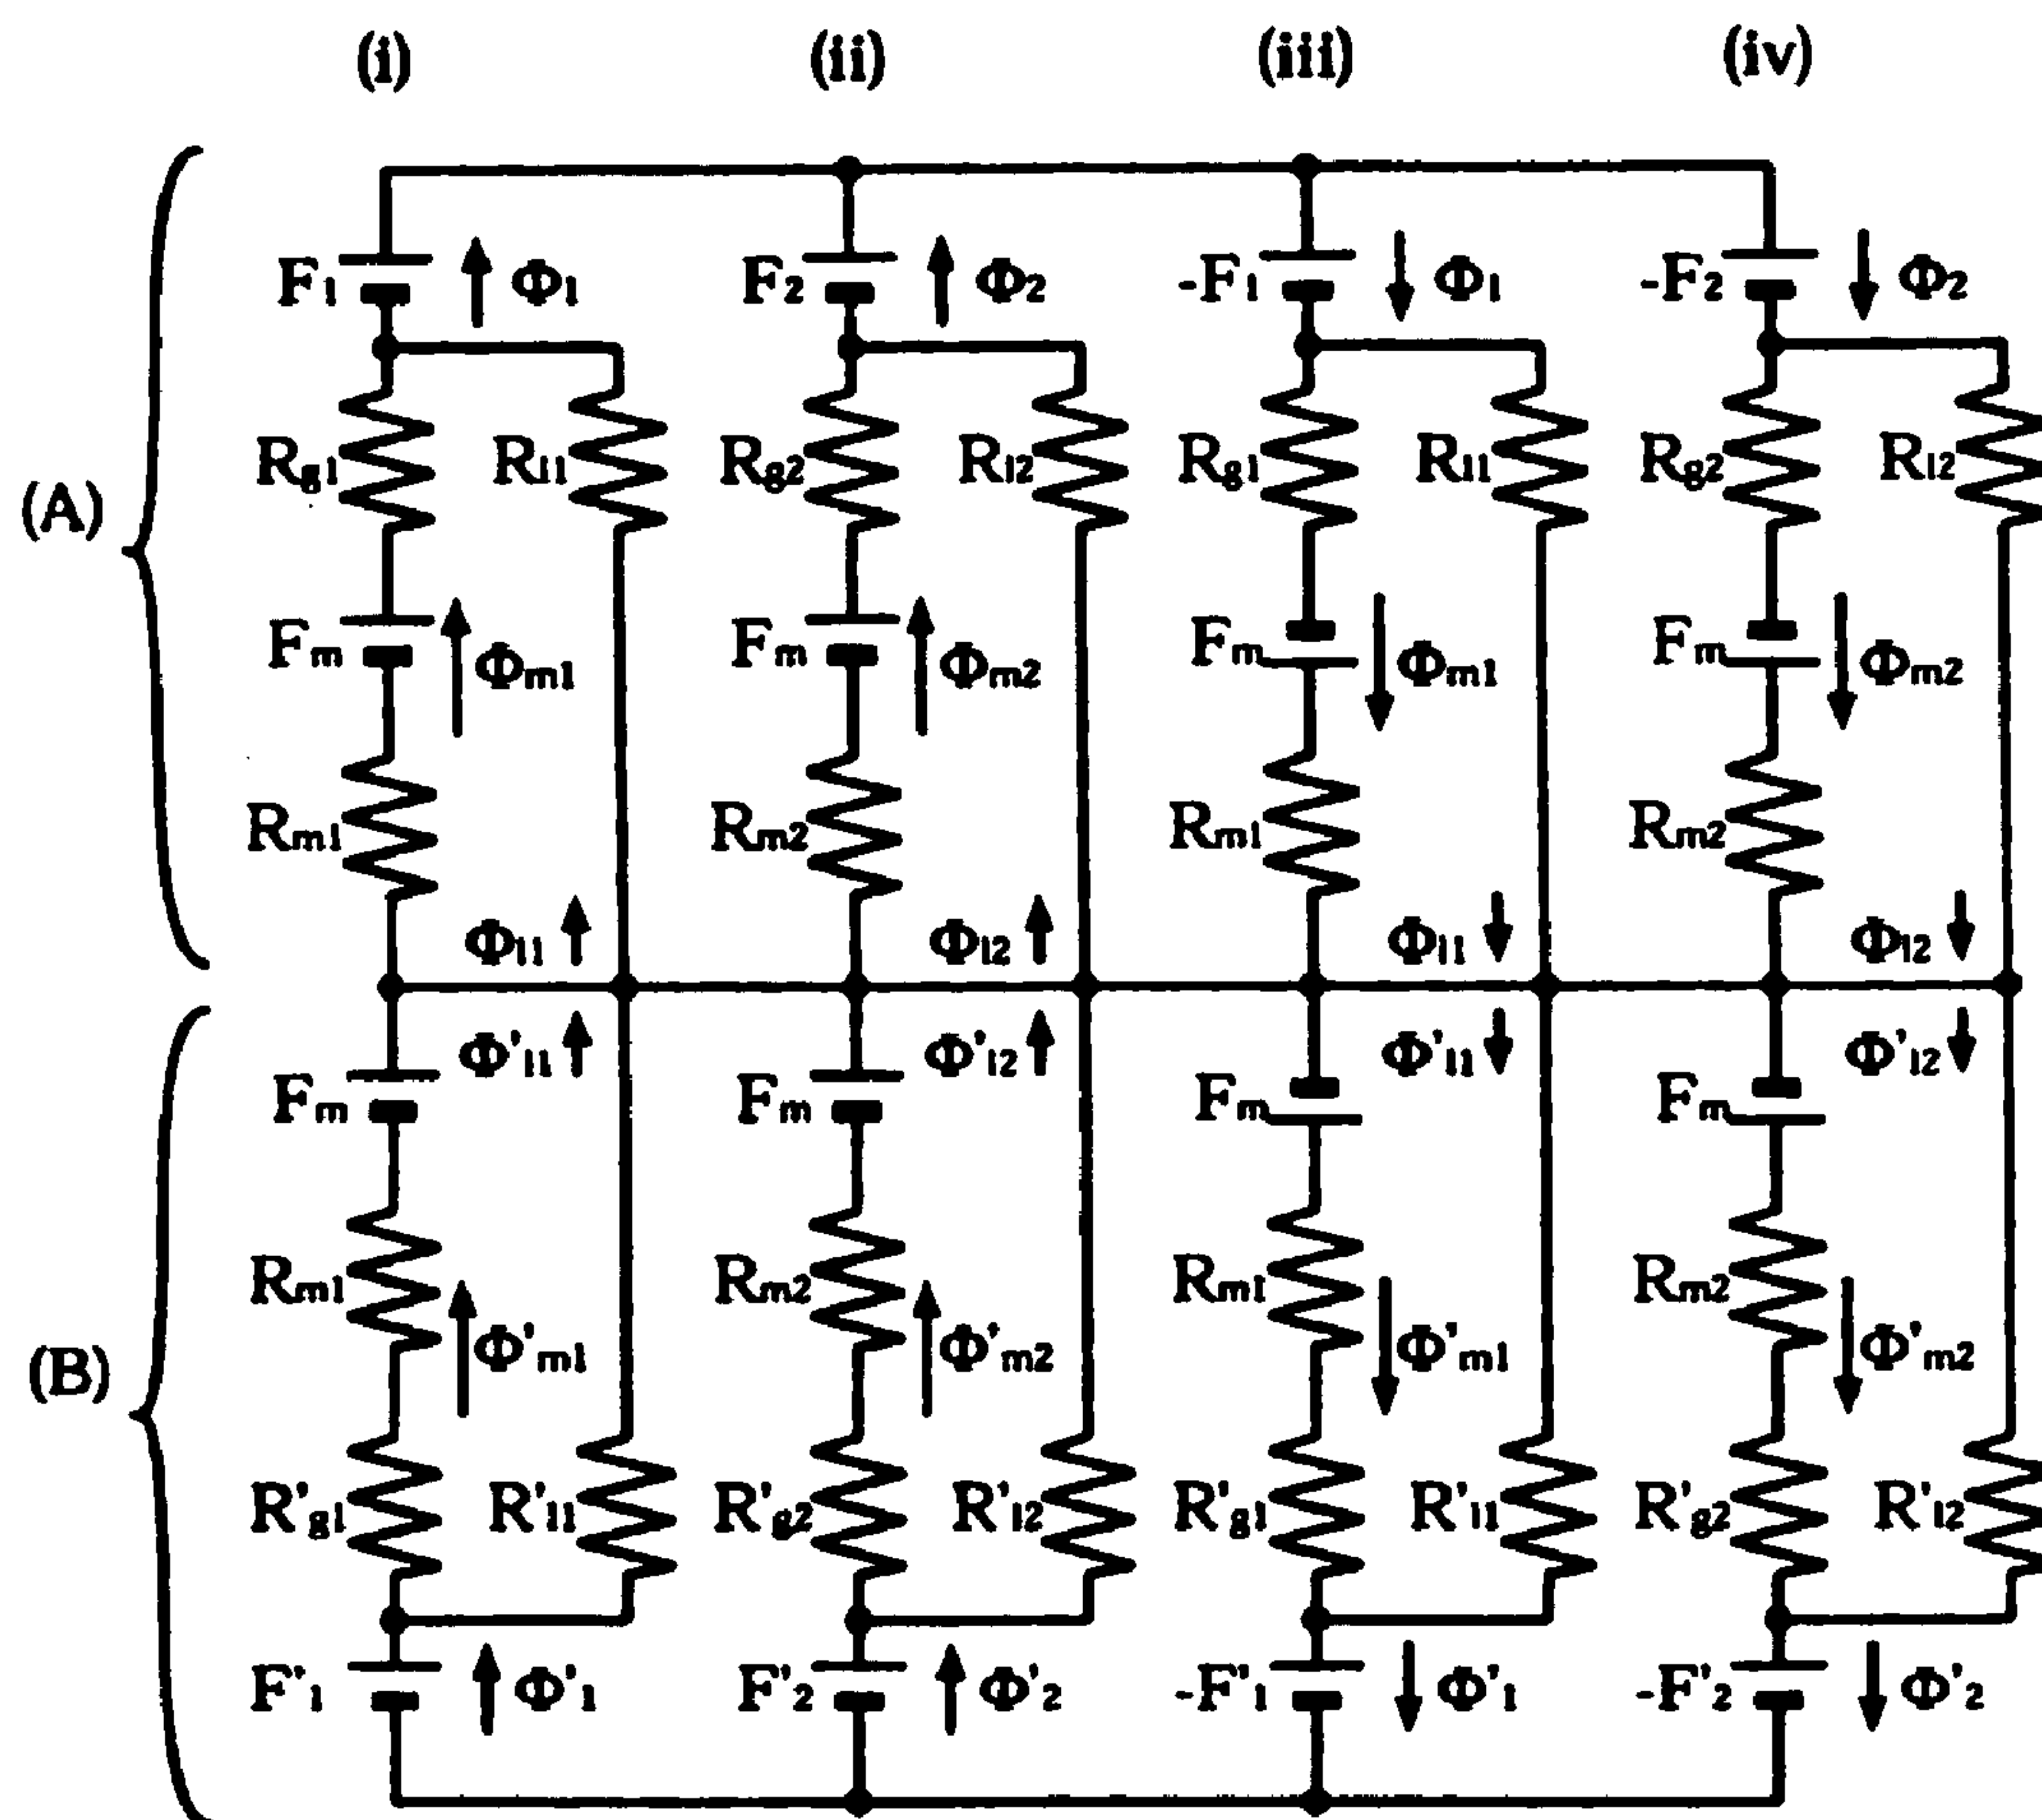 (i) (ii) (iii) (iv)
F1 Φ1 F2 Φ2 -F1 Φ1 -F2 Φ2
Rg1 Rl1 Rg2 Rl2 Rg1 Rl1 Rg2 Rl2
(A)
Fm Φm1 Fm Φm2 Fm Φm1 Fm Φm2
Rm1 Rm2 Rm1 Rm2
Φl1 Φl2 Φl1 Φl2
Φ'l1 Φ'l2 Φ'l1 Φ'l2
Fm Fm Fm Fm
Rm1 Rm2 Rm1 Rm2
(B)
Φ'm1 Φ'm2 Φ'm1 Φ'm2
R'g1 R'l1 R'g2 R'l2 R'g1 R'l1 R'g2 R'l2
F'1 Φ'1 F'2 Φ'2 -F'1 Φ'1 -F'2 Φ'2